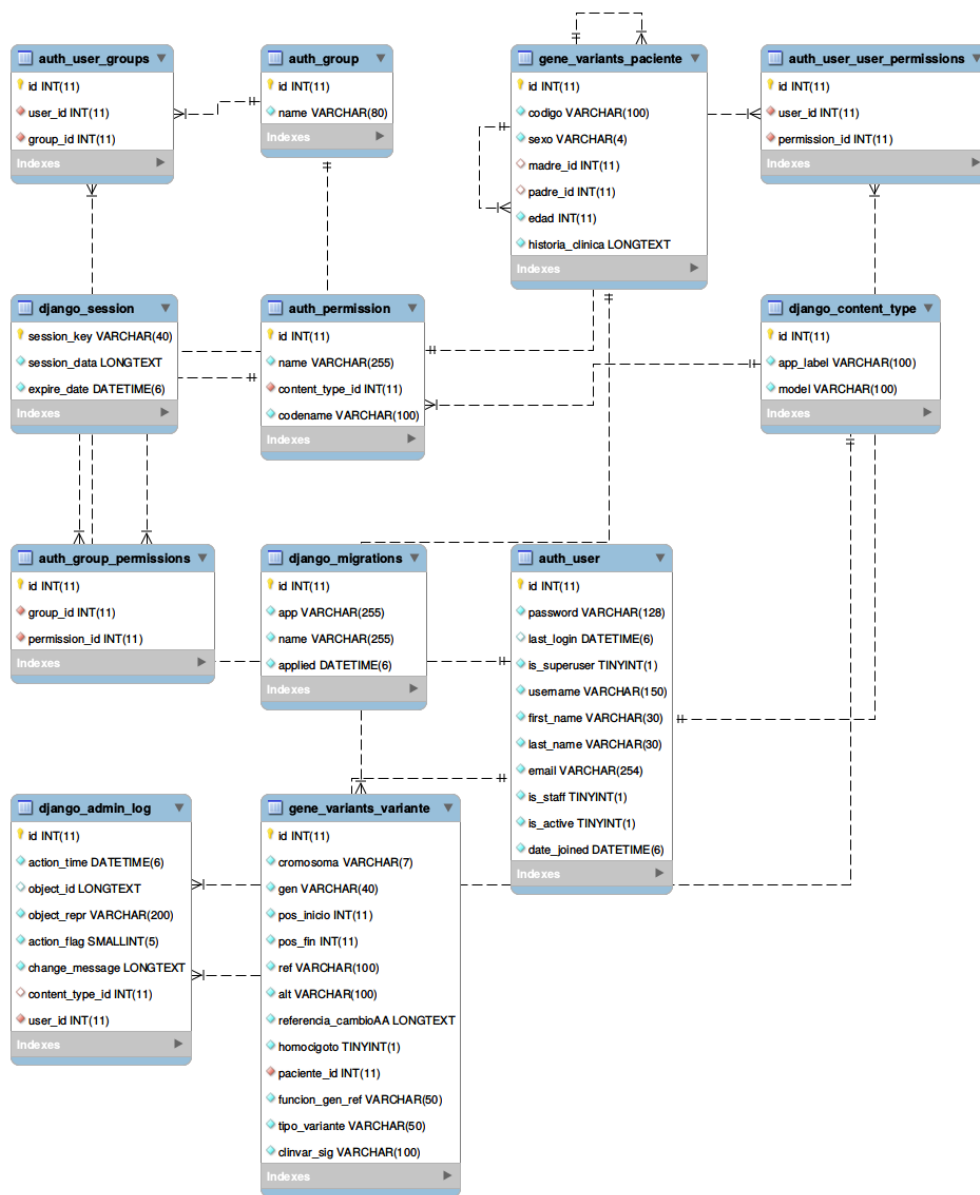 auth_user_groups
id INT(11)
user_id INT(11)
group_id INT(11)
Indexes
auth_group
id INT(11)
name VARCHAR(80)
Indexes
gene_variants_paciente
id INT(11)
codigo VARCHAR(100)
sexo VARCHAR(4)
madre_id INT(11)
padre_id INT(11)
edad INT(11)
historia_clinica LONGTEXT
Indexes
auth_user_user_permissions
id INT(11)
user_id INT(11)
permission_id INT(11)
Indexes
django_session
session_key VARCHAR(40)
session_data LONGTEXT
expire_date DATETIME(6)
Indexes
auth_permission
id INT(11)
name VARCHAR(255)
content_type_id INT(11)
codename VARCHAR(100)
Indexes
django_content_type
id INT(11)
app_label VARCHAR(100)
model VARCHAR(100)
Indexes
auth_group_permissions
id INT(11)
group_id INT(11)
permission_id INT(11)
Indexes
django_migrations
id INT(11)
app VARCHAR(255)
name VARCHAR(255)
applied DATETIME(6)
Indexes
auth_user
id INT(11)
password VARCHAR(128)
last_login DATETIME(6)
is_superuser TINYINT(1)
username VARCHAR(150)
first_name VARCHAR(30)
last_name VARCHAR(30)
email VARCHAR(254)
is_staff TINYINT(1)
is_active TINYINT(1)
date_joined DATETIME(6)
Indexes
django_admin_log
id INT(11)
action_time DATETIME(6)
object_id LONGTEXT
object_repr VARCHAR(200)
action_flag SMALLINT(5)
change_message LONGTEXT
content_type_id INT(11)
user_id INT(11)
Indexes
gene_variants_variante
id INT(11)
cromosoma VARCHAR(7)
gen VARCHAR(40)
pos_inicio INT(11)
pos_fin INT(11)
ref VARCHAR(100)
alt VARCHAR(100)
referencia_cambioAA LONGTEXT
homocigoto TINYINT(1)
paciente_id INT(11)
funcion_gen_ref VARCHAR(50)
tipo_variante VARCHAR(50)
clinvar_sig VARCHAR(100)
Indexes